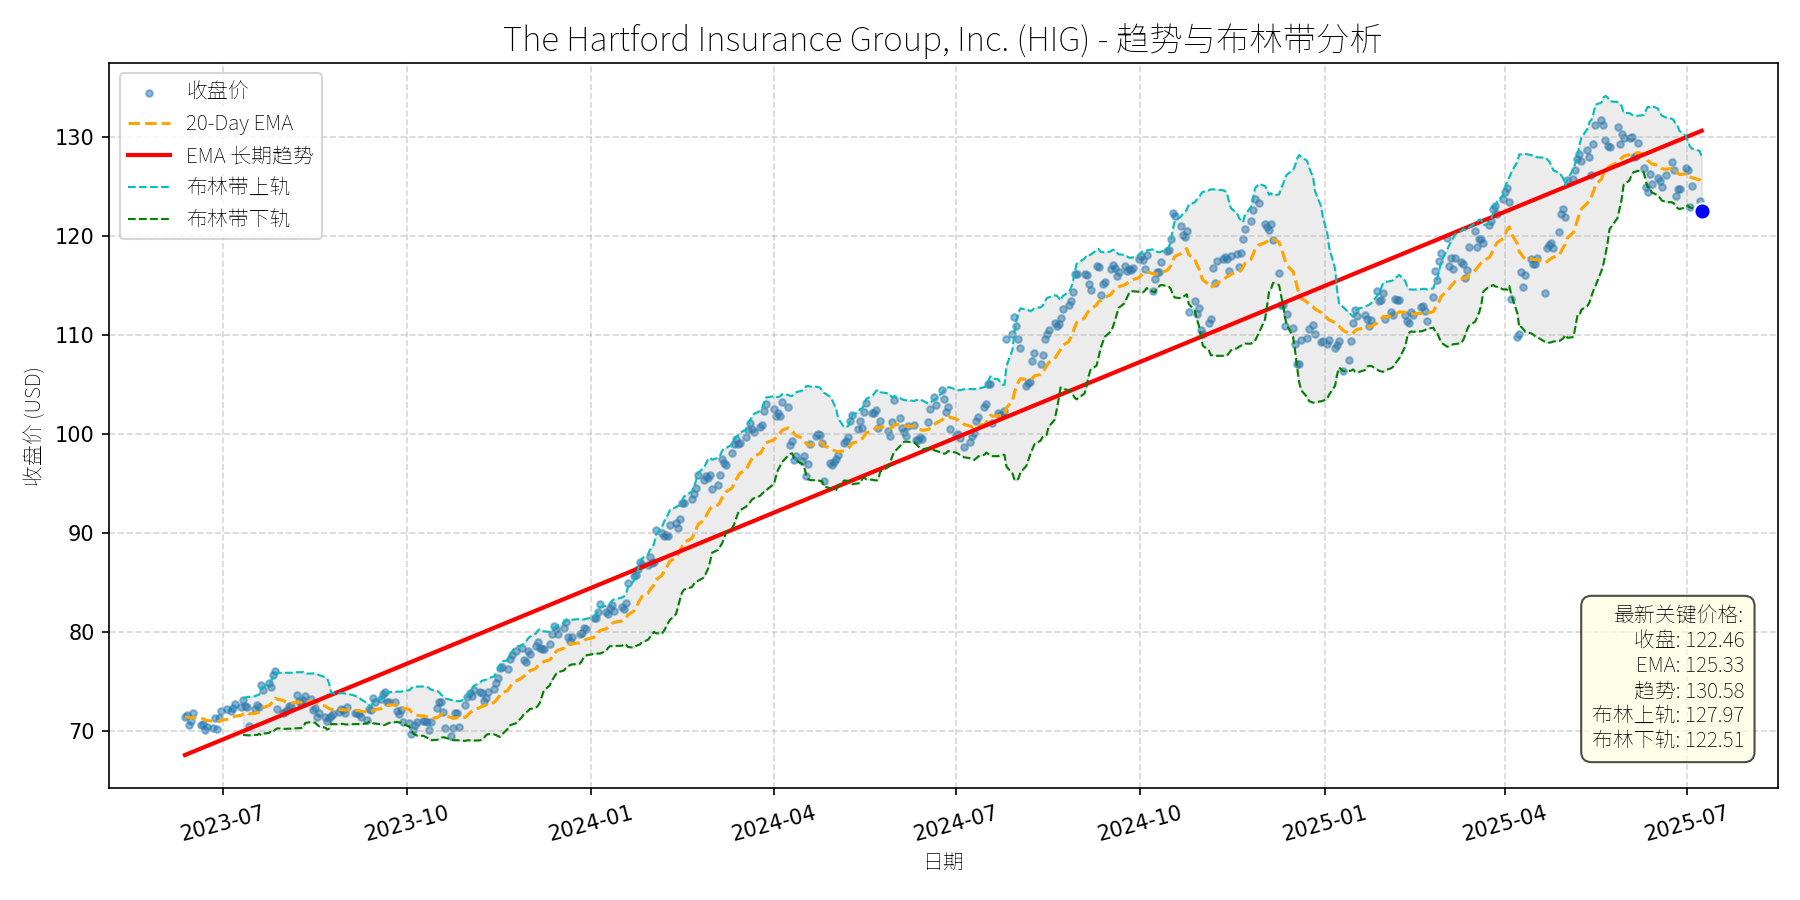 The Hartford Insurance Group, Inc. (HIG) - 趋势与布林带分析
收盘价
20-Day EMA
EMA 长期趋势
布林带上轨
布林带下轨
收盘价 (USD)
130
120
110
100
90
80
70
最新关键价格:
收盘: 122.46
EMA: 125.33
趋势: 130.58
布林上轨: 127.97
布林下轨: 122.51
2023-07
2023-10
2024-01
2024-04
2024-07
2024-10
2025-01
2025-04
2025-07
日期